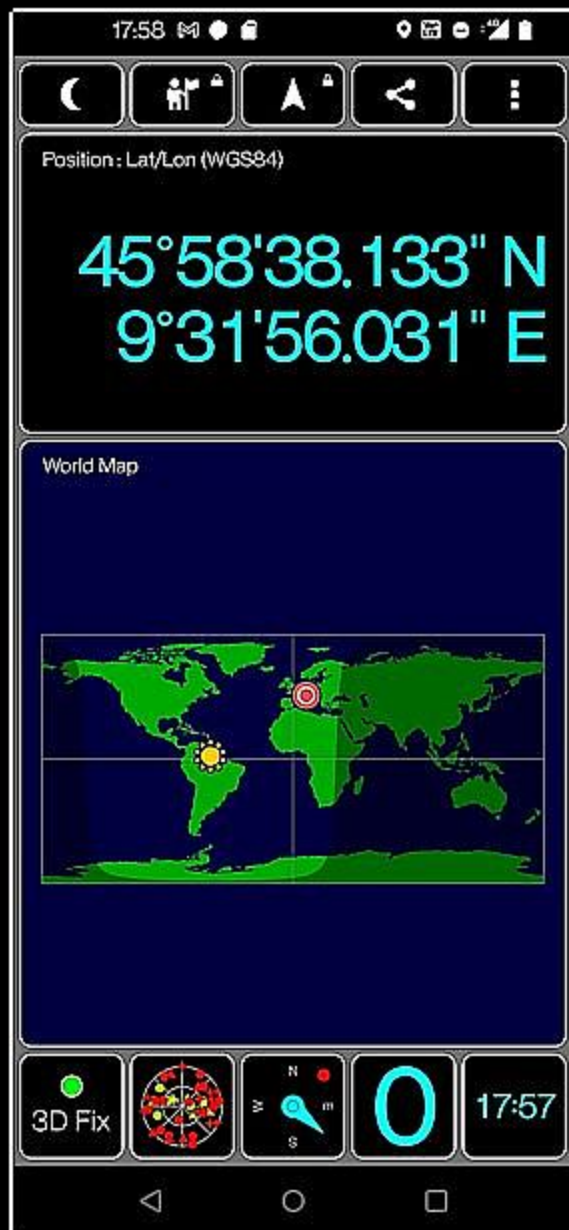 17:58
Position : Lat/Lon (WGS84)
45°58'38.133" N
9°31'56.031" E
World Map
3D Fix
N
W
E
S
0
17:57